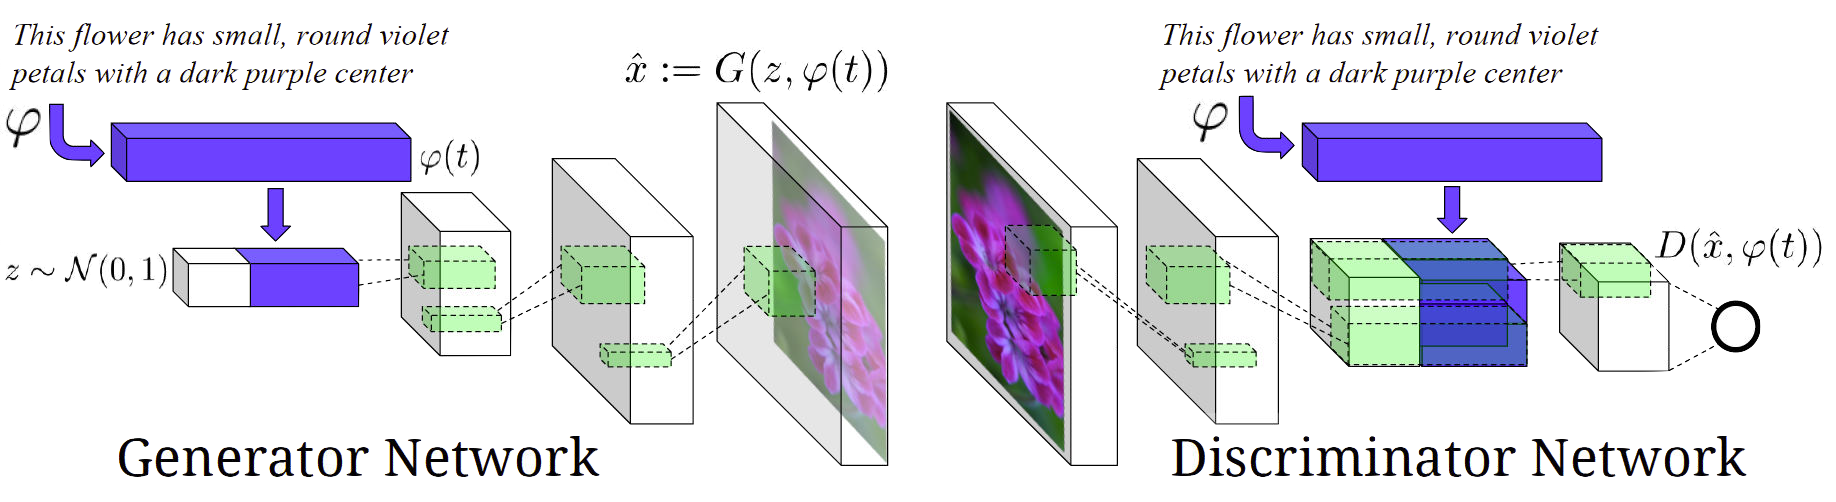 This flower has small, round violet
petals with a dark purple center
φ
φ(t)
z ∼ 𝒩(0, 1)
x̂ := G(z, φ(t))
Generator Network
This flower has small, round violet
petals with a dark purple center
φ
D(x̂, φ(t))
Discriminator Network